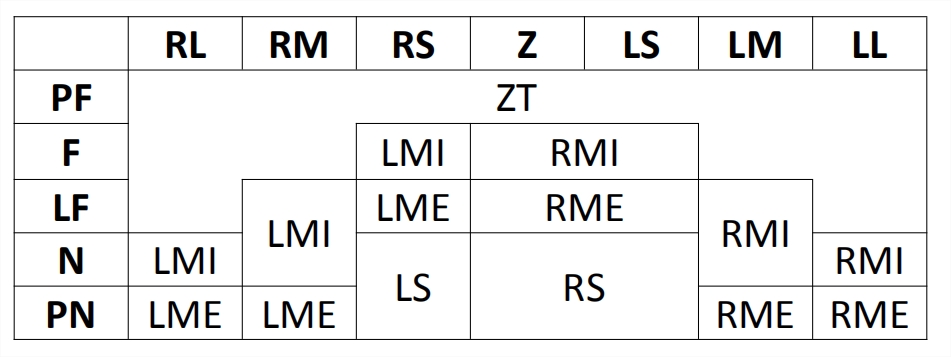 RL RM RS Z LS LM LL
PF ZT
F LMI RMI
LF LME RME
LMI RMI
N LMI RMI
LS RS
PN LME LME RME RME